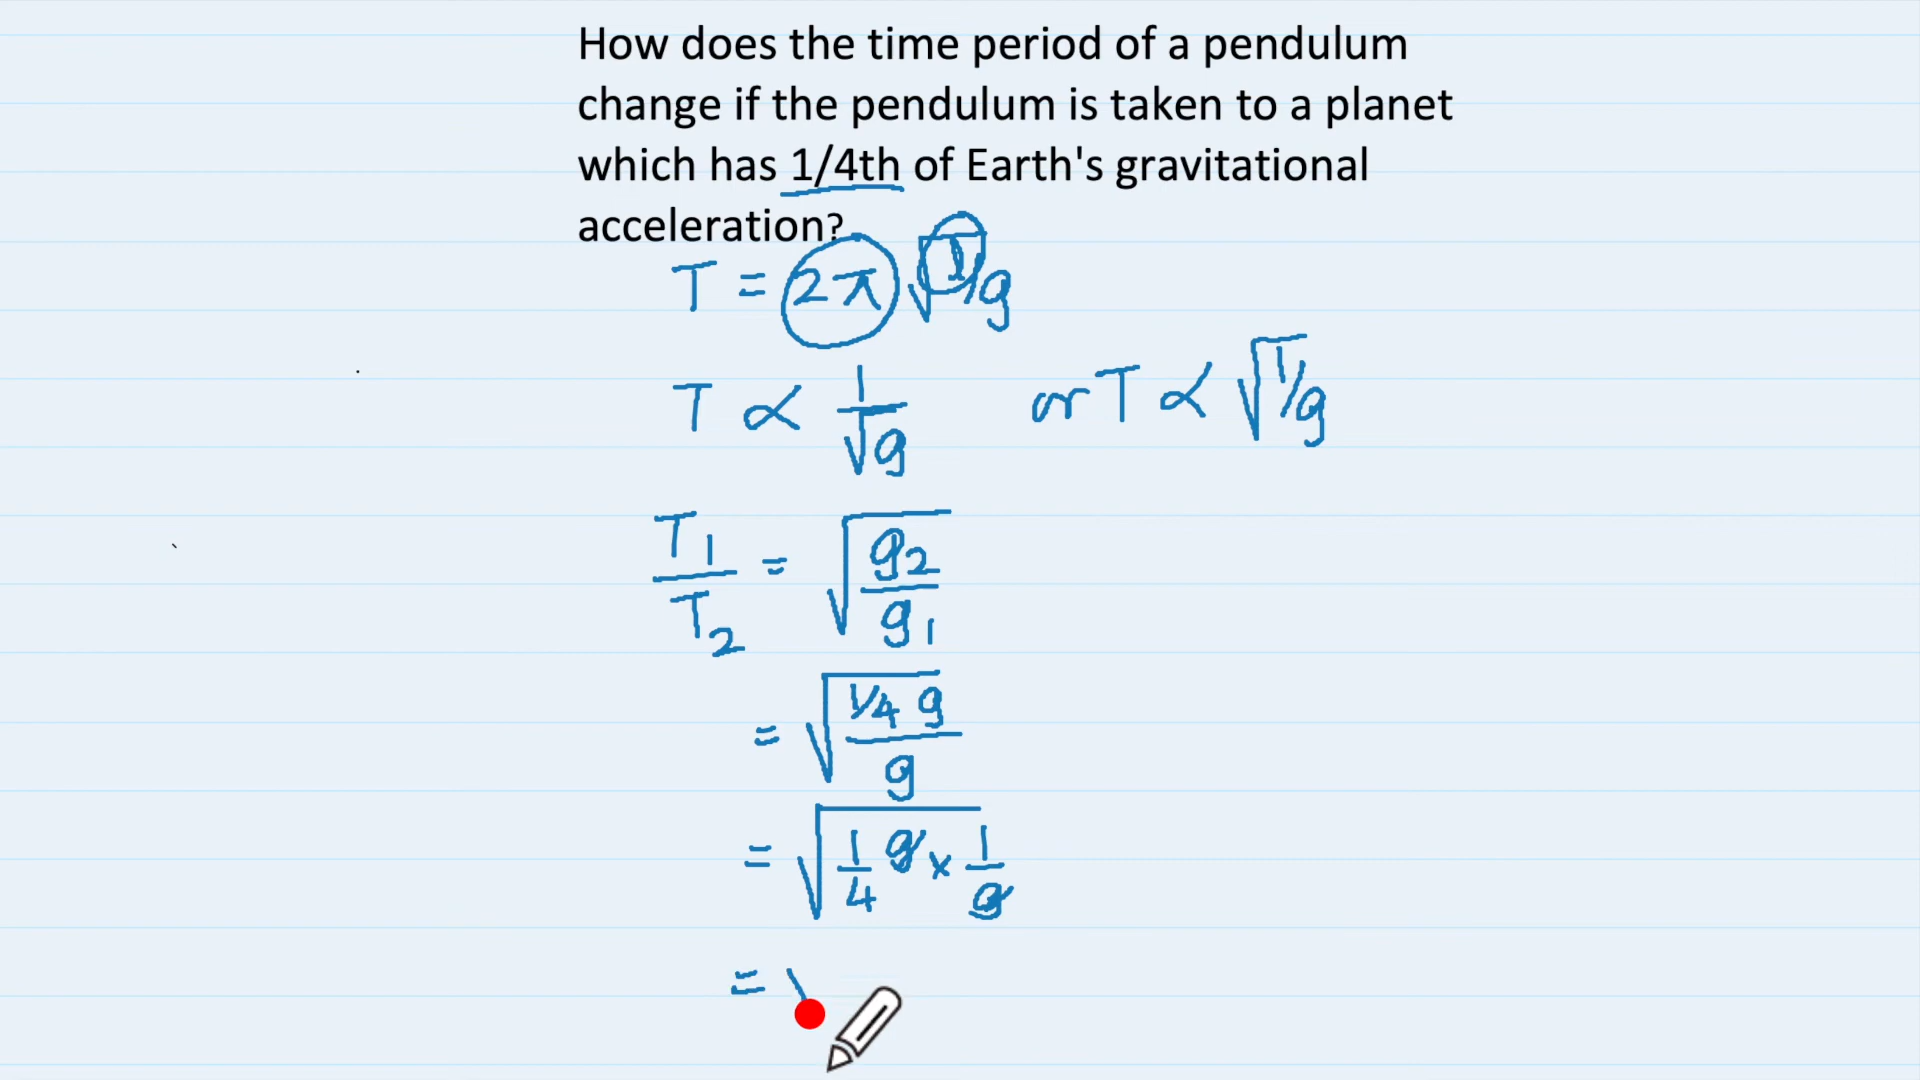 How does the time period of a pendulum
change if the pendulum is taken to a planet
which has 1/4th of Earth's gravitational
acceleration?
T = 2π √l/g
T ∝ 1/√g or T ∝ √1/g
T1/T2 = √g2/g1
= √1/4 g/g
= √1/4 g × 1/g
=